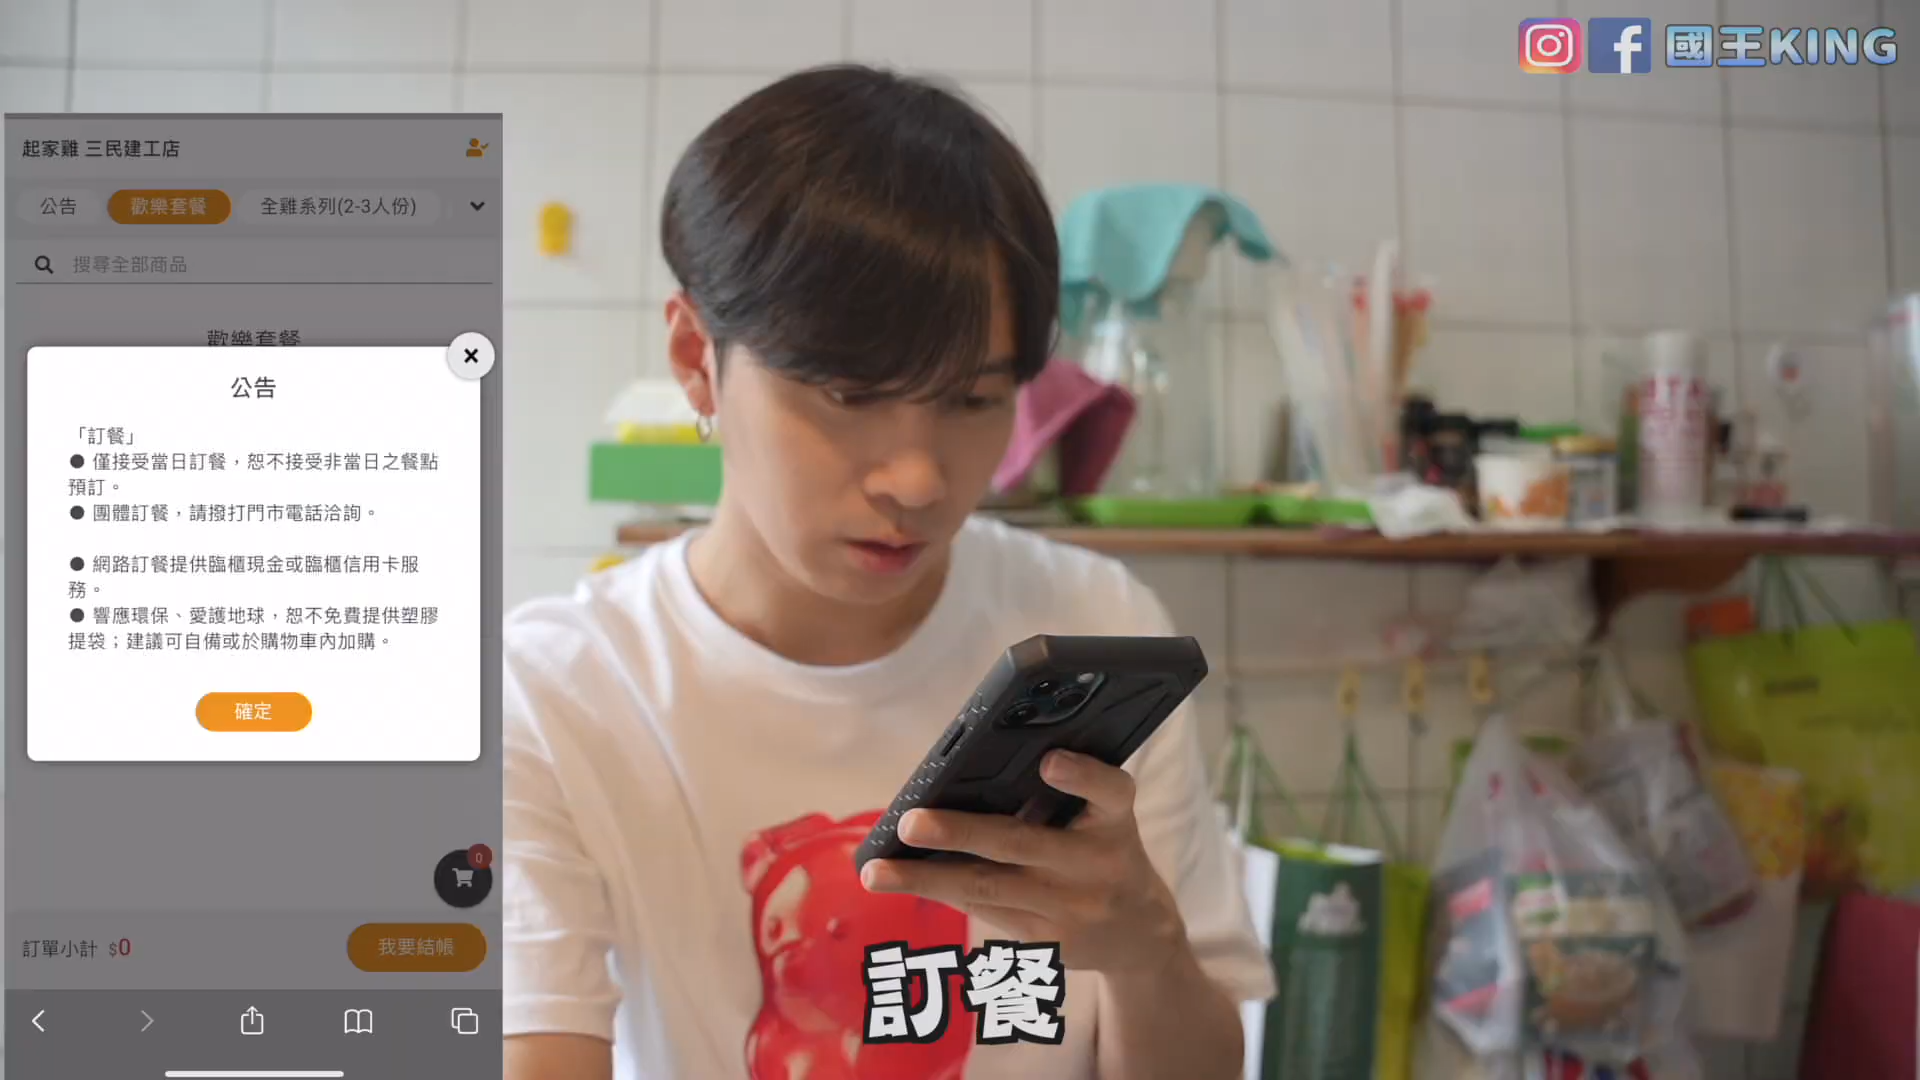 國王KING
起家雞 三民建工店
公告
歡樂套餐
全雞系列(2-3人份)
搜尋全部商品
歡樂套餐
公告
「訂餐」
● 僅接受當日訂餐,恕不接受非當日之餐點
預訂。
● 團體訂餐,請撥打門市電話洽詢。
● 網路訂餐提供臨櫃現金或臨櫃信用卡服
務。
● 響應環保、愛護地球,恕不免費提供塑膠
提袋;建議可自備或於購物車內加購。
確定
0
訂單小計 $0
我要結帳
訂餐